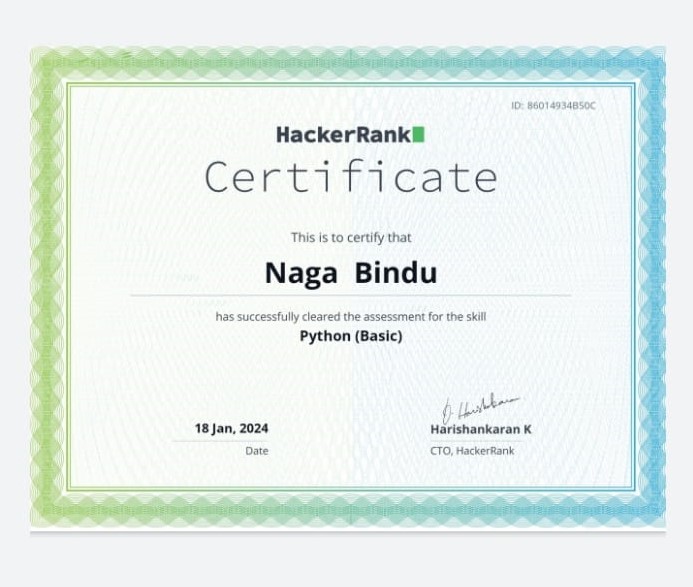 ID: 86014934B50C
HackerRank
Certificate
This is to certify that
Naga Bindu
has successfully cleared the assessment for the skill
Python (Basic)
18 Jan, 2024
Date
Harishankaran K
CTO, HackerRank